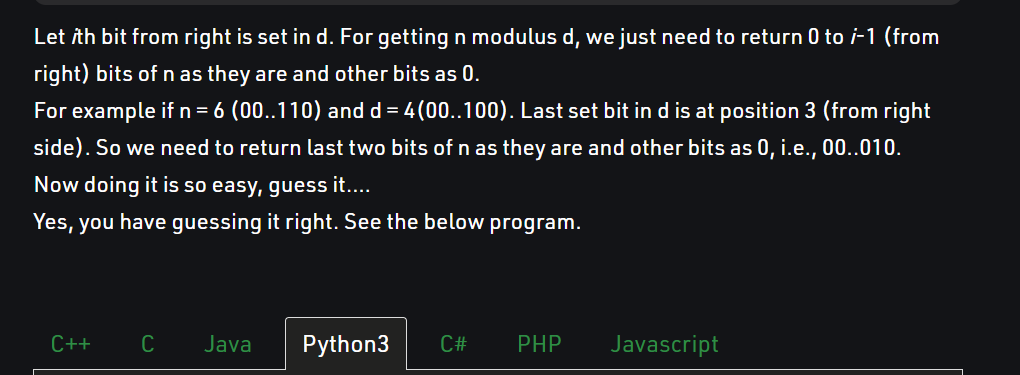 Let ith bit from right is set in d. For getting n modulus d, we just need to return 0 to i-1 (from
right) bits of n as they are and other bits as 0.
For example if n = 6 (00..110) and d = 4(00..100). Last set bit in d is at position 3 (from right
side). So we need to return last two bits of n as they are and other bits as 0, i.e., 00..010.
Now doing it is so easy, guess it....
Yes, you have guessing it right. See the below program.
C++ C Java Python3 C# PHP Javascript